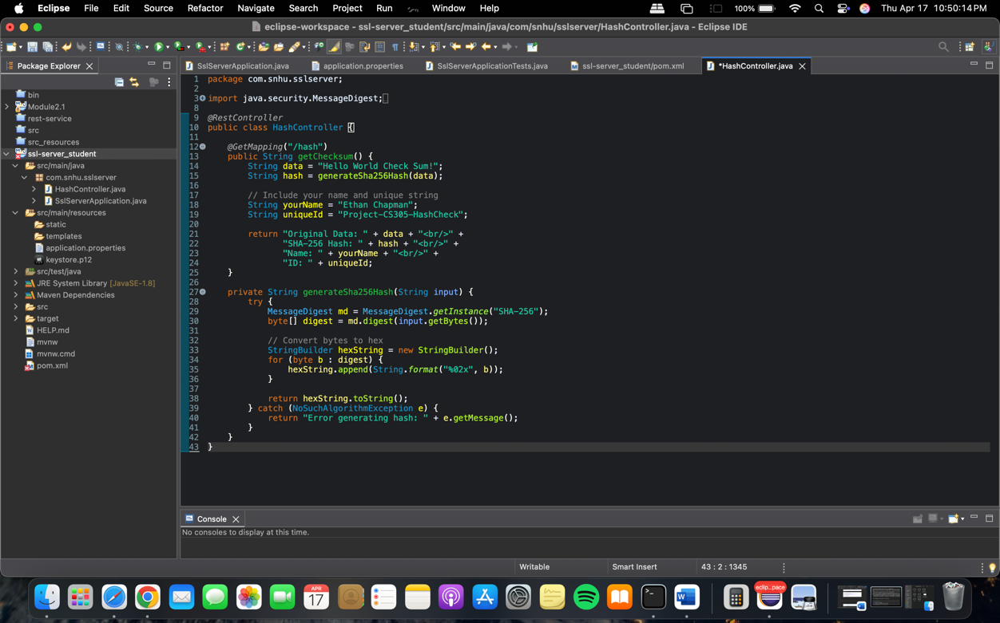 Eclipse File Edit Source Refactor Navigate Search Project Run Window Help 100% Thu Apr 17 10:50:14 PM
eclipse-workspace - ssl-server_student/src/main/java/com/snhu/sslserver/HashController.java - Eclipse IDE
Package Explorer
bin
Module2.1
rest-service
src
src_resources
ssl-server_student
src/main/java
com.snhu.sslserver
HashController.java
SslServerApplication.java
src/main/resources
static
templates
application.properties
keystore.p12
src/test/java
JRE System Library [JavaSE-1.8]
Maven Dependencies
src
target
HELP.md
mvnw
mvnw.cmd
pom.xml
SslServerApplication.java application.properties SslServerApplicationTests.java ssl-server_student/pom.xml *HashController.java
1 package com.snhu.sslserver;
2
3 import java.security.MessageDigest;
8
9 @RestController
10 public class HashController {
11
12 @GetMapping("/hash")
13 public String getChecksum() {
14 String data = "Hello World Check Sum!";
15 String hash = generateSha256Hash(data);
16
17 // Include your name and unique string
18 String yourName = "Ethan Chapman";
19 String uniqueId = "Project-CS305-HashCheck";
20
21 return "Original Data: " + data + "<br/>" +
22 "SHA-256 Hash: " + hash + "<br/>" +
23 "Name: " + yourName + "<br/>" +
24 "ID: " + uniqueId;
25 }
26
27 private String generateSha256Hash(String input) {
28 try {
29 MessageDigest md = MessageDigest.getInstance("SHA-256");
30 byte[] digest = md.digest(input.getBytes());
31
32 // Convert bytes to hex
33 StringBuilder hexString = new StringBuilder();
34 for (byte b : digest) {
35 hexString.append(String.format("%02x", b));
36 }
37
38 return hexString.toString();
39 } catch (NoSuchAlgorithmException e) {
40 return "Error generating hash: " + e.getMessage();
41 }
42 }
43 }
Console
No consoles to display at this time.
Writable Smart Insert 43 : 2 : 1345
APR
17
eclip...pace